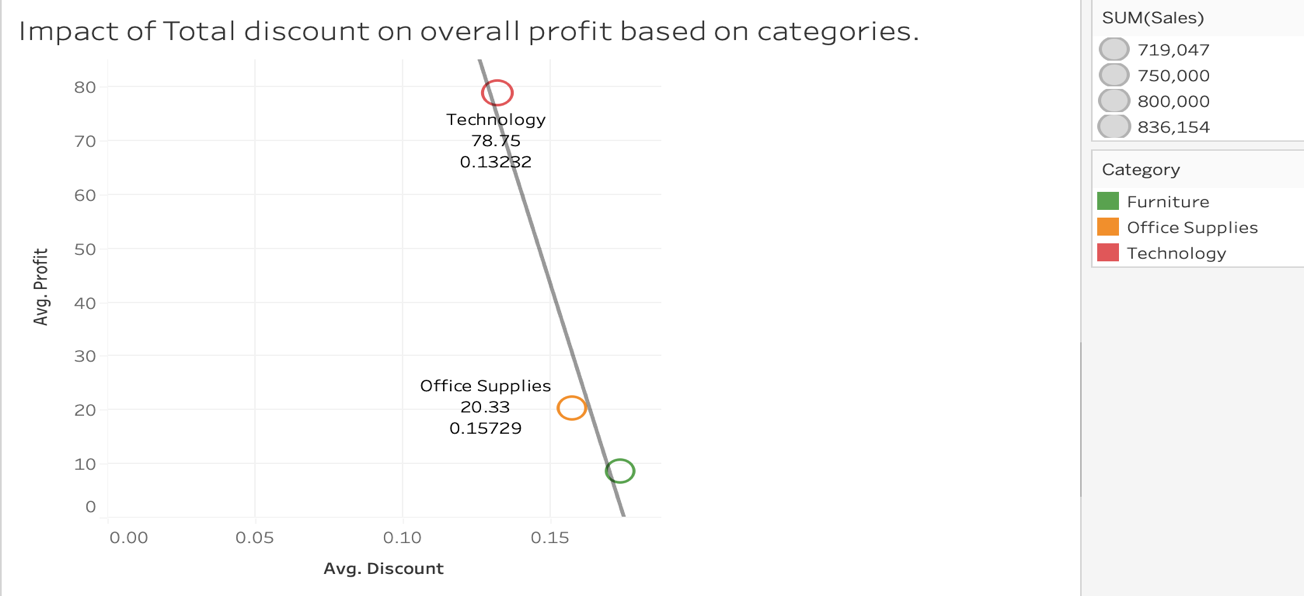 Impact of Total discount on overall profit based on categories.
80
70
60
50
40
30
20
10
0
Avg. Profit
Technology
78.75
0.13232
Office Supplies
20.33
0.15729
0.00
0.05
0.10
0.15
Avg. Discount
SUM(Sales)
719,047
750,000
800,000
836,154
Category
Furniture
Office Supplies
Technology